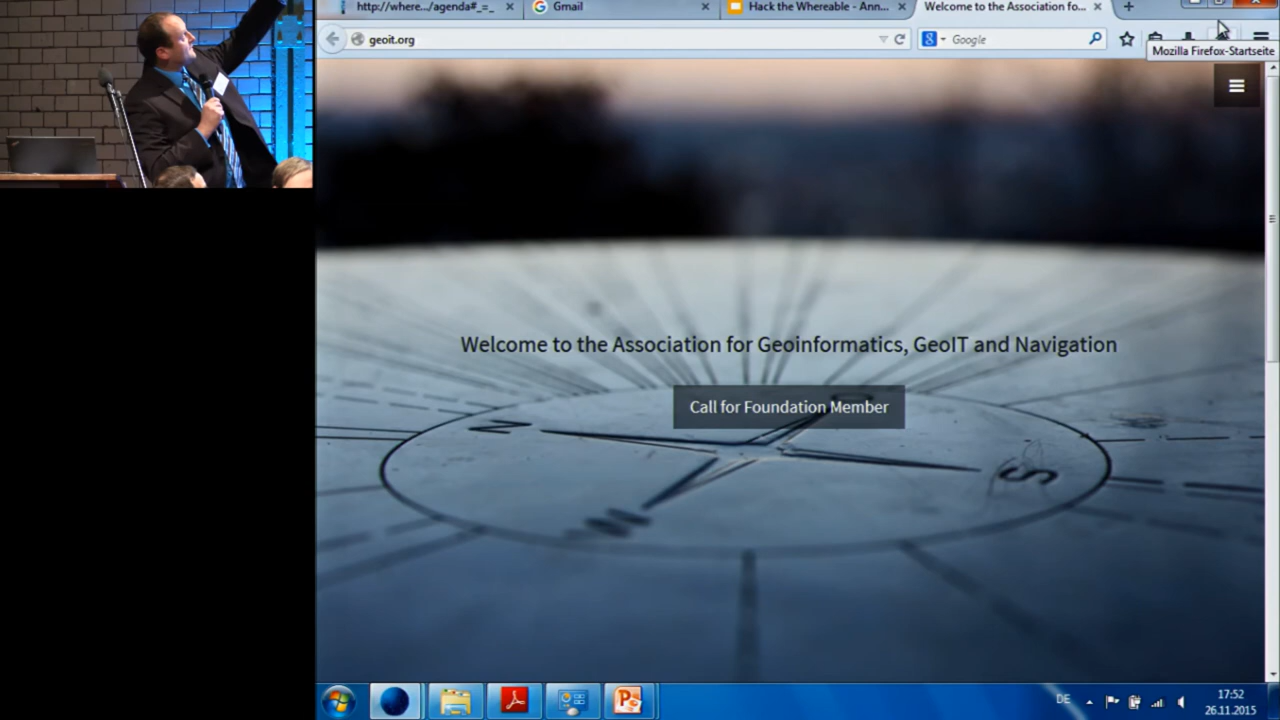 http://where.../agenda#_=_
Gmail
Hack the Whereable - Ann...
Welcome to the Association fo...
geoit.org
Google
Mozilla Firefox-Startseite
Welcome to the Association for Geoinformatics, GeoIT and Navigation
Call for Foundation Member
O
N
S
W
DE
17:52
26.11.2015